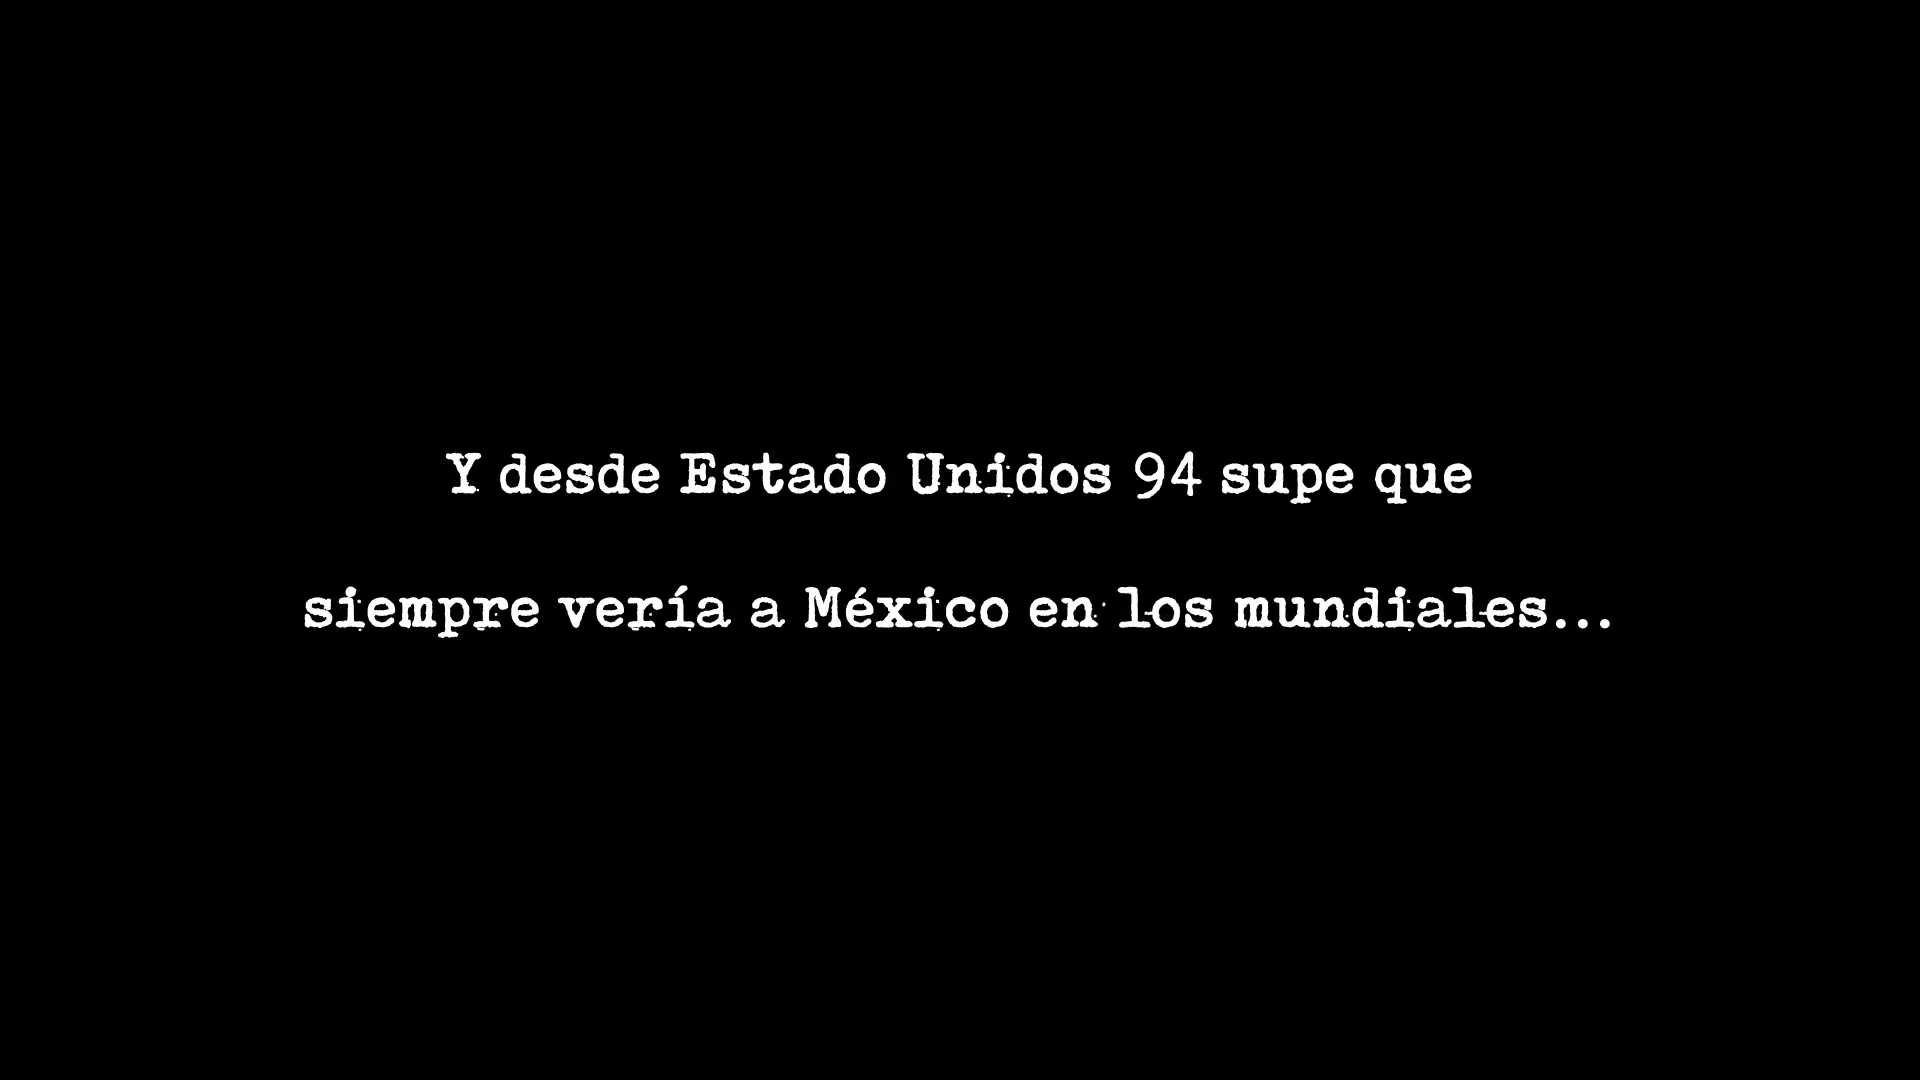 Y desde Estado Unidos 94 supe que
siempre vería a México en los mundiales...